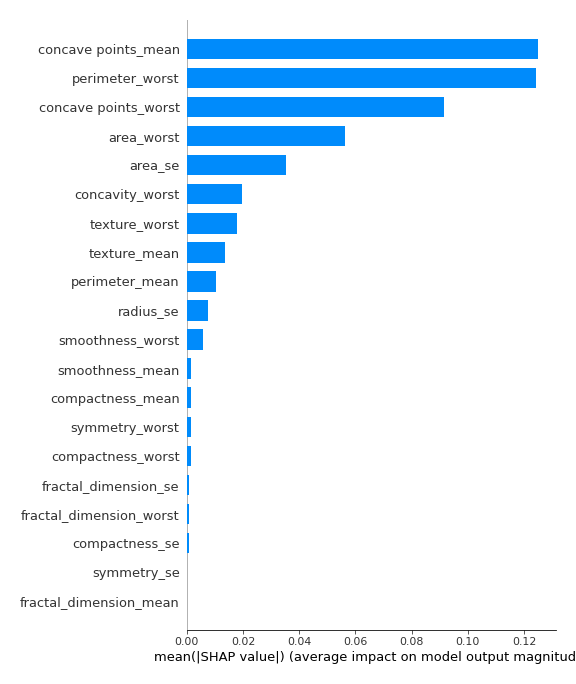 concave points_mean
perimeter_worst
concave points_worst
area_worst
area_se
concavity_worst
texture_worst
texture_mean
perimeter_mean
radius_se
smoothness_worst
smoothness_mean
compactness_mean
symmetry_worst
compactness_worst
fractal_dimension_se
fractal_dimension_worst
compactness_se
symmetry_se
fractal_dimension_mean
0.00 0.02 0.04 0.06 0.08 0.10 0.12
mean(|SHAP value|) (average impact on model output magnitud